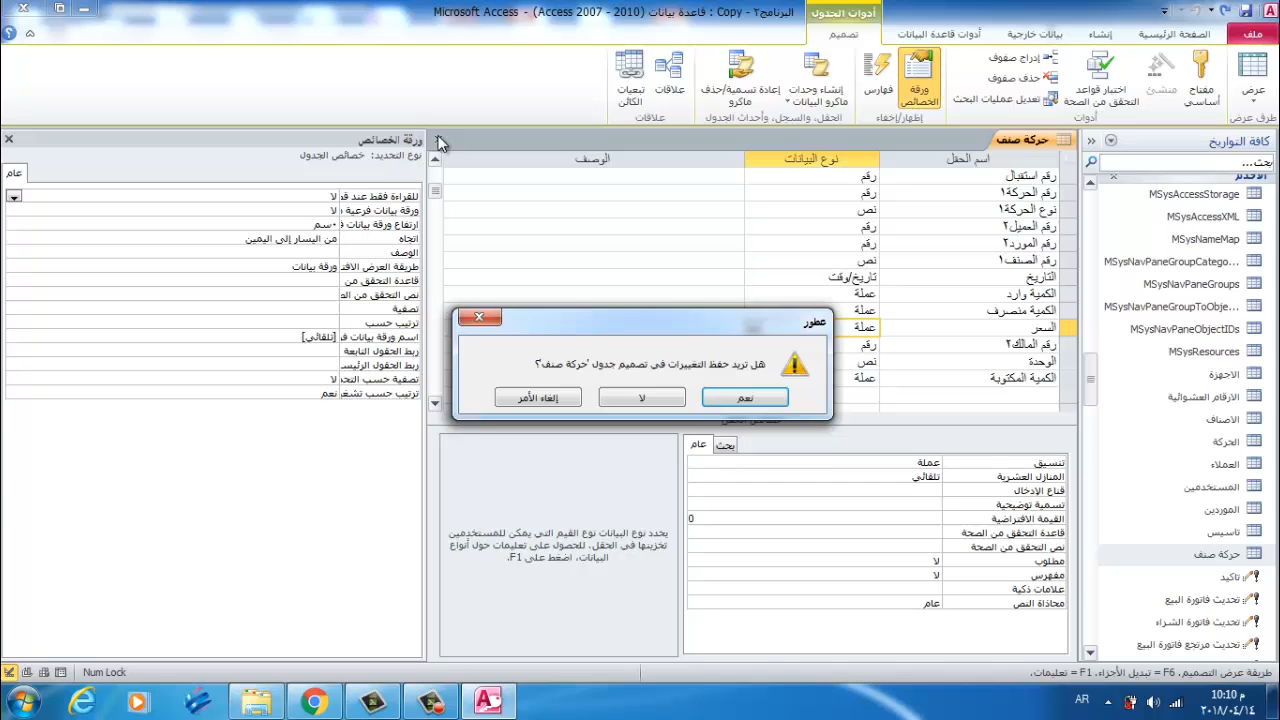 البرنامج٢ - Copy : قاعدة بيانات (Access 2007 - 2010) - Microsoft Access
أدوات الجدول
ملف
الصفحة الرئيسية
إنشاء
بيانات خارجية
أدوات قاعدة البيانات
تصميم
عرض
مفتاح أساسي
منشئ
اختبار قواعد التحقق من الصحة
إدراج صفوف
حذف صفوف
تعديل عمليات البحث
ورقة الخصائص
فهارس
إنشاء وحدات ماكرو البيانات
إعادة تسمية/حذف ماكرو
علاقات
تبعيات الكائن
طرق عرض
أدوات
إظهار/إخفاء
الحقل، والسجل، وأحداث الجدول
علاقات
كافة التواريخ
بحث...
MSysAccessStorage
MSysAccessXML
MSysNameMap
MSysNavPaneGroupCatego...
MSysNavPaneGroups
MSysNavPaneGroupToObje...
MSysNavPaneObjectIDs
MSysResources
الاجهزة
الارقام العشوائية
الاصناف
الحركة
العملاء
المستخدمين
الموردين
تاسيس
حركة صنف
تاكيد
تحديث فاتورة البيع
تحديث فاتورة الشراء
تحديث مرتجع فاتورة البيع
حركة صنف
اسم الحقل
نوع البيانات
الوصف
رقم استقبال
رقم
رقم الحركة١
رقم
نوع الحركة١
نص
رقم العميل٢
رقم
رقم المورد٢
رقم
رقم الصنف١
نص
التاريخ
تاريخ/وقت
الكمية وارد
عملة
الكمية منصرف
عملة
السعر
عملة
رقم المالك٢
رقم
الوحدة
نص
الكمية المكتوبة
عملة
عطور
هل تريد حفظ التغييرات في تصميم جدول 'حركة صنف'؟
نعم
لا
إلغاء الأمر
عام
بحث
تنسيق
عملة
المنازل العشرية
تلقائي
قناع الإدخال
تسمية توضيحية
القيمة الافتراضية
0
قاعدة التحقق من الصحة
نص التحقق من الصحة
مطلوب
لا
مفهرس
لا
علامات ذكية
محاذاة النص
عام
يحدد نوع البيانات نوع القيم التي يمكن للمستخدمين
تخزينها في الحقل. للحصول على تعليمات حول أنواع
البيانات، اضغط على F1.
ورقة الخصائص
نوع التحديد: خصائص الجدول
عام
للقراءة فقط عند قد
لا
ورقة بيانات فرعية م
لا
ارتفاع ورقة بيانات ف
٠سم
اتجاه
من اليسار إلى اليمين
الوصف
طريقة العرض الافتر
ورقة بيانات
قاعدة التحقق من
نص التحقق من الص
تصفية
ترتيب حسب
اسم ورقة بيانات فر
[تلقائي]
ربط الحقول التابعة
ربط الحقول الرئيس
تصفية حسب التحد
لا
ترتيب حسب تشغ
نعم
طريقة عرض التصميم. F6 = تبديل الأجزاء. F1 = تعليمات.
Num Lock
AR
10:10 م
٢٠١٨/٠٤/١٤